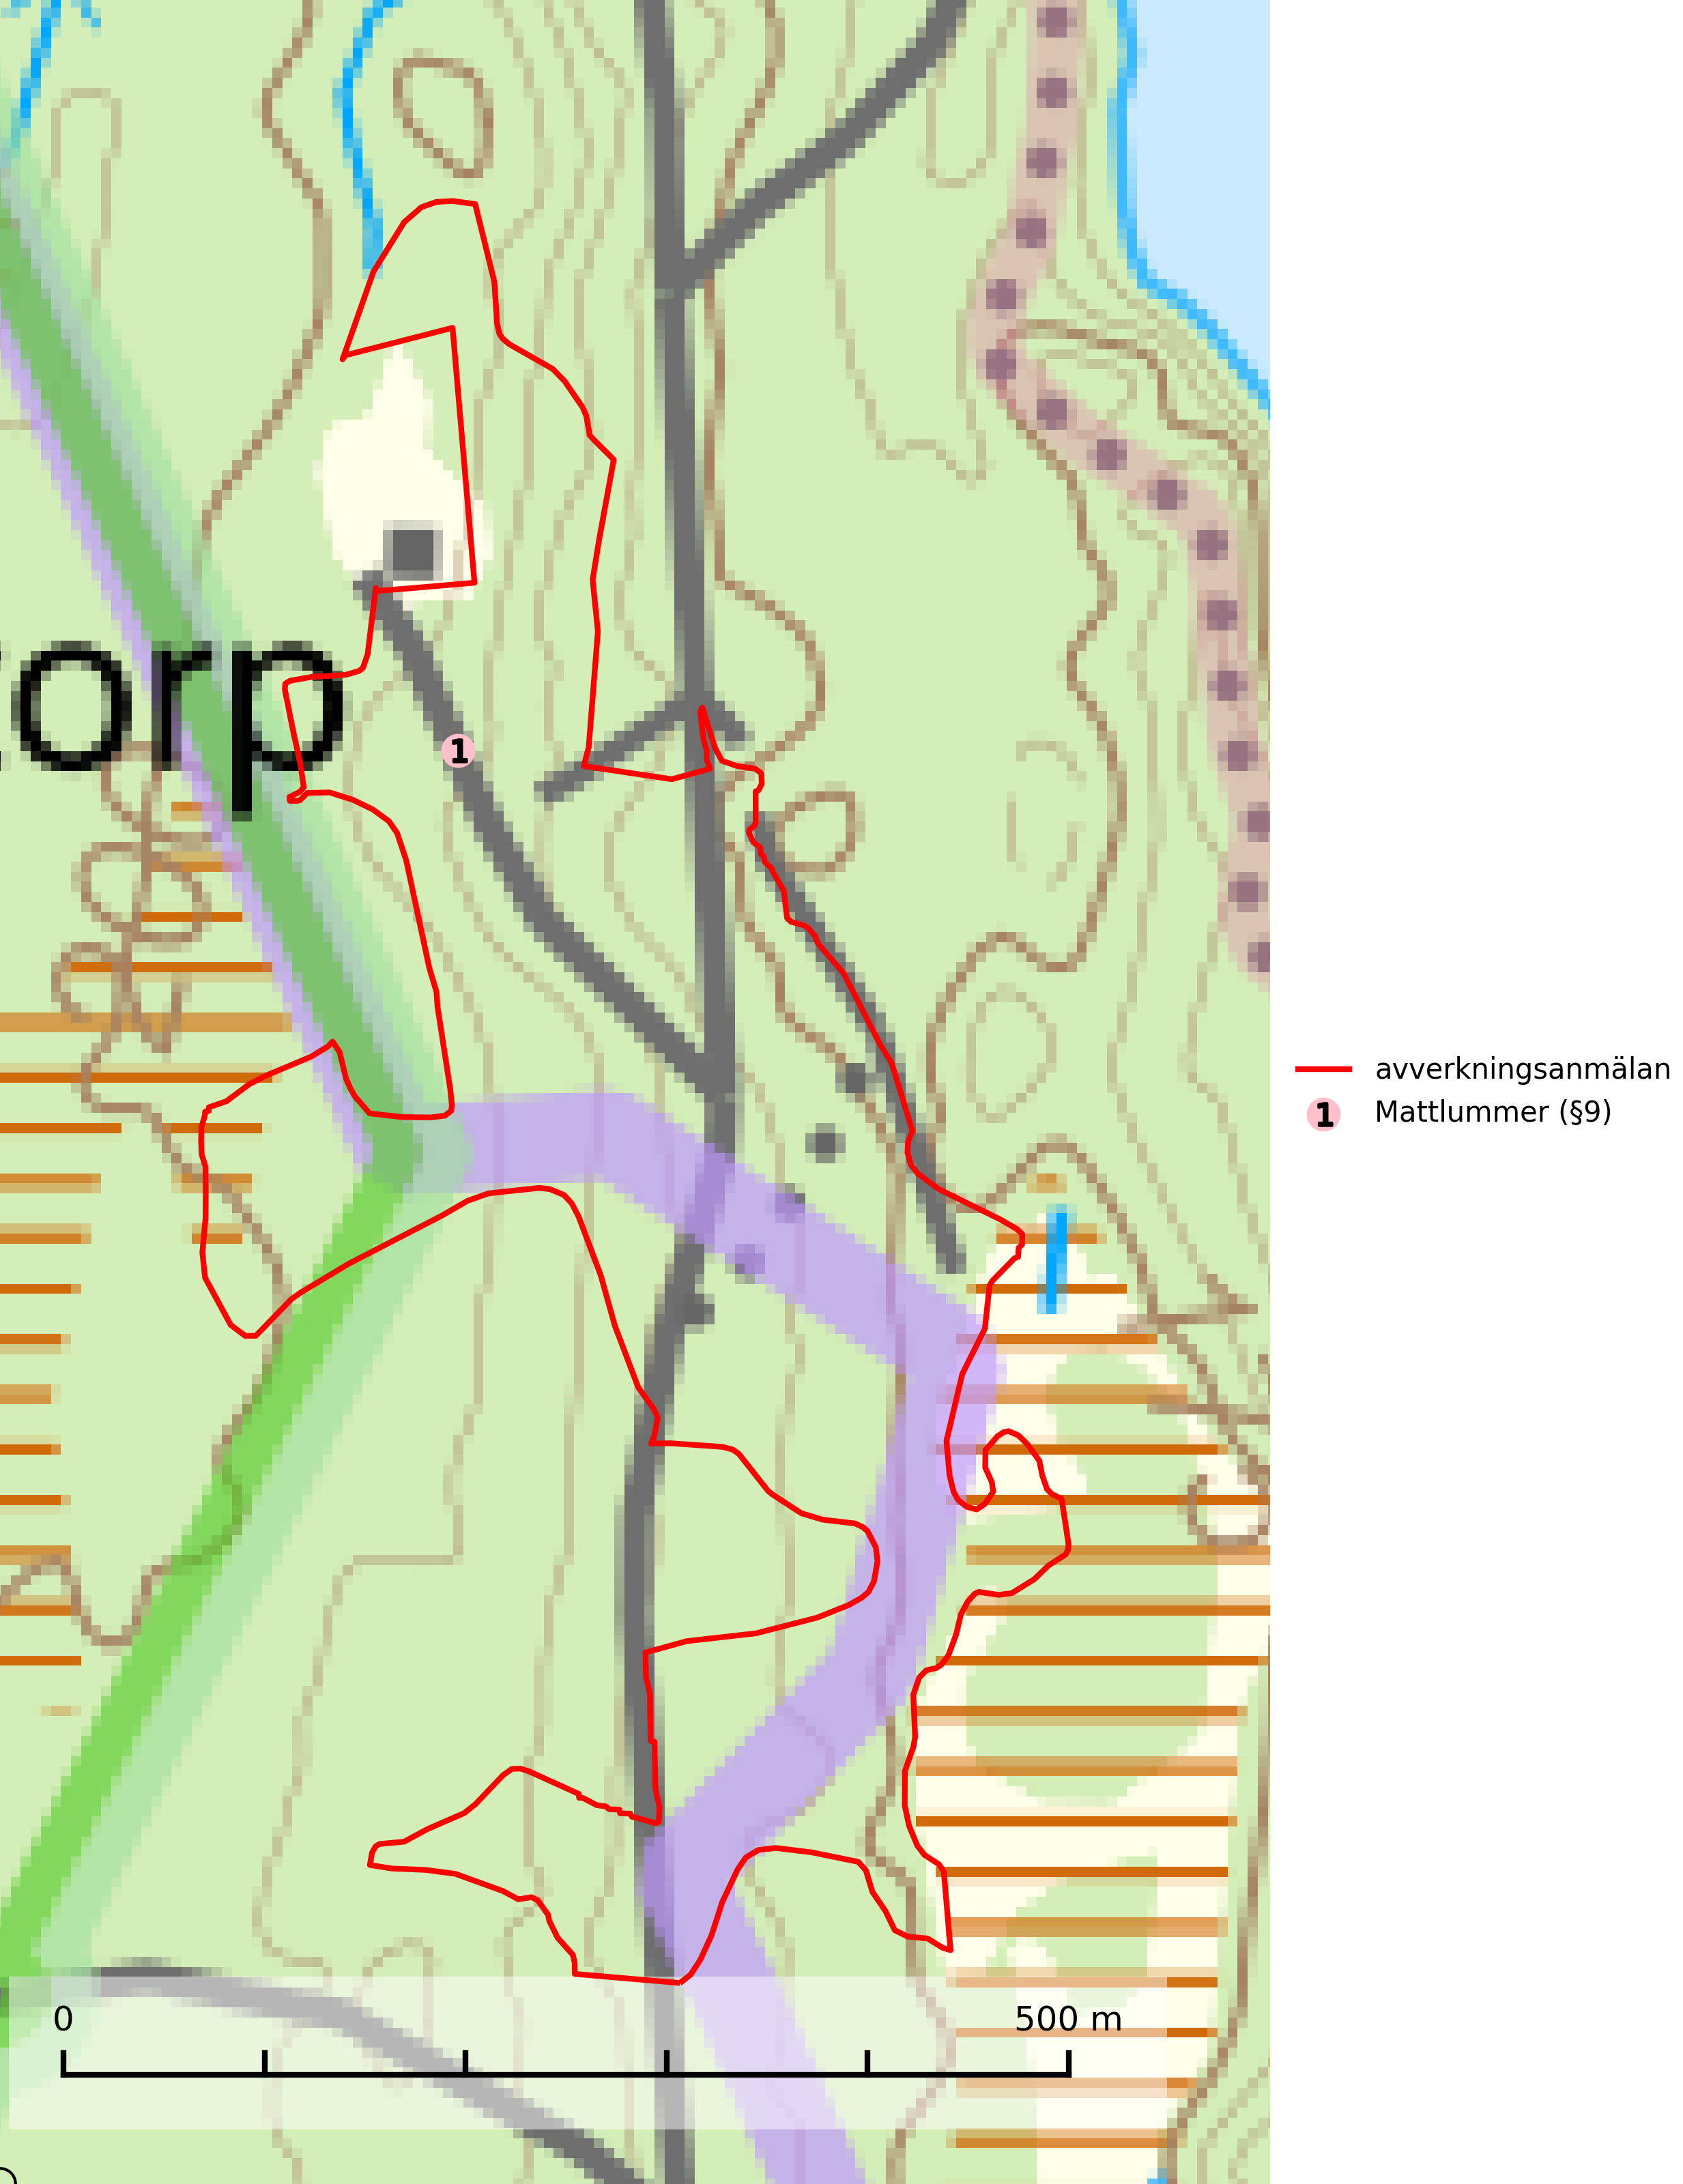 orp
1
avverkningsanmälan
1 Mattlummer (§9)
0 500 m